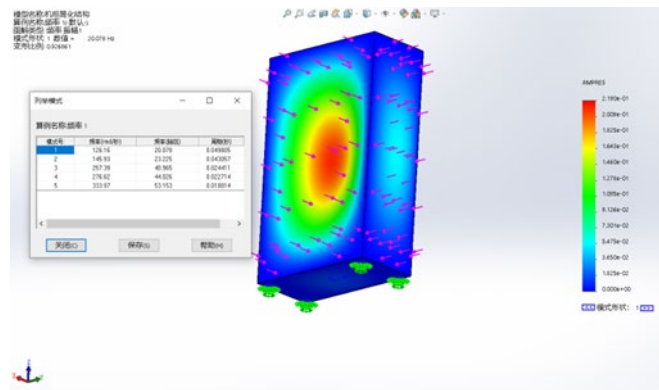 模型名称:机柜简化结构
算例名称:频率 1(-默认-)
图解类型: 频率 振幅1
模式形状: 1 数值 = 20.078 Hz
变形比例: 0.926861
列举模式
算例名称:频率 1
模式号 频率(rad/秒) 频率(赫兹) 周期(秒)
1 126.16 20.078 0.049805
2 145.93 23.225 0.043057
3 257.39 40.965 0.024411
4 276.62 44.026 0.022714
5 333.97 53.153 0.018814
关闭(C) 保存(S) 帮助(H)
AMPRES
2.190e-01
2.008e-01
1.825e-01
1.643e-01
1.460e-01
1.278e-01
1.095e-01
9.126e-02
7.301e-02
5.475e-02
3.650e-02
1.825e-02
0.000e+00
模式形状: 1